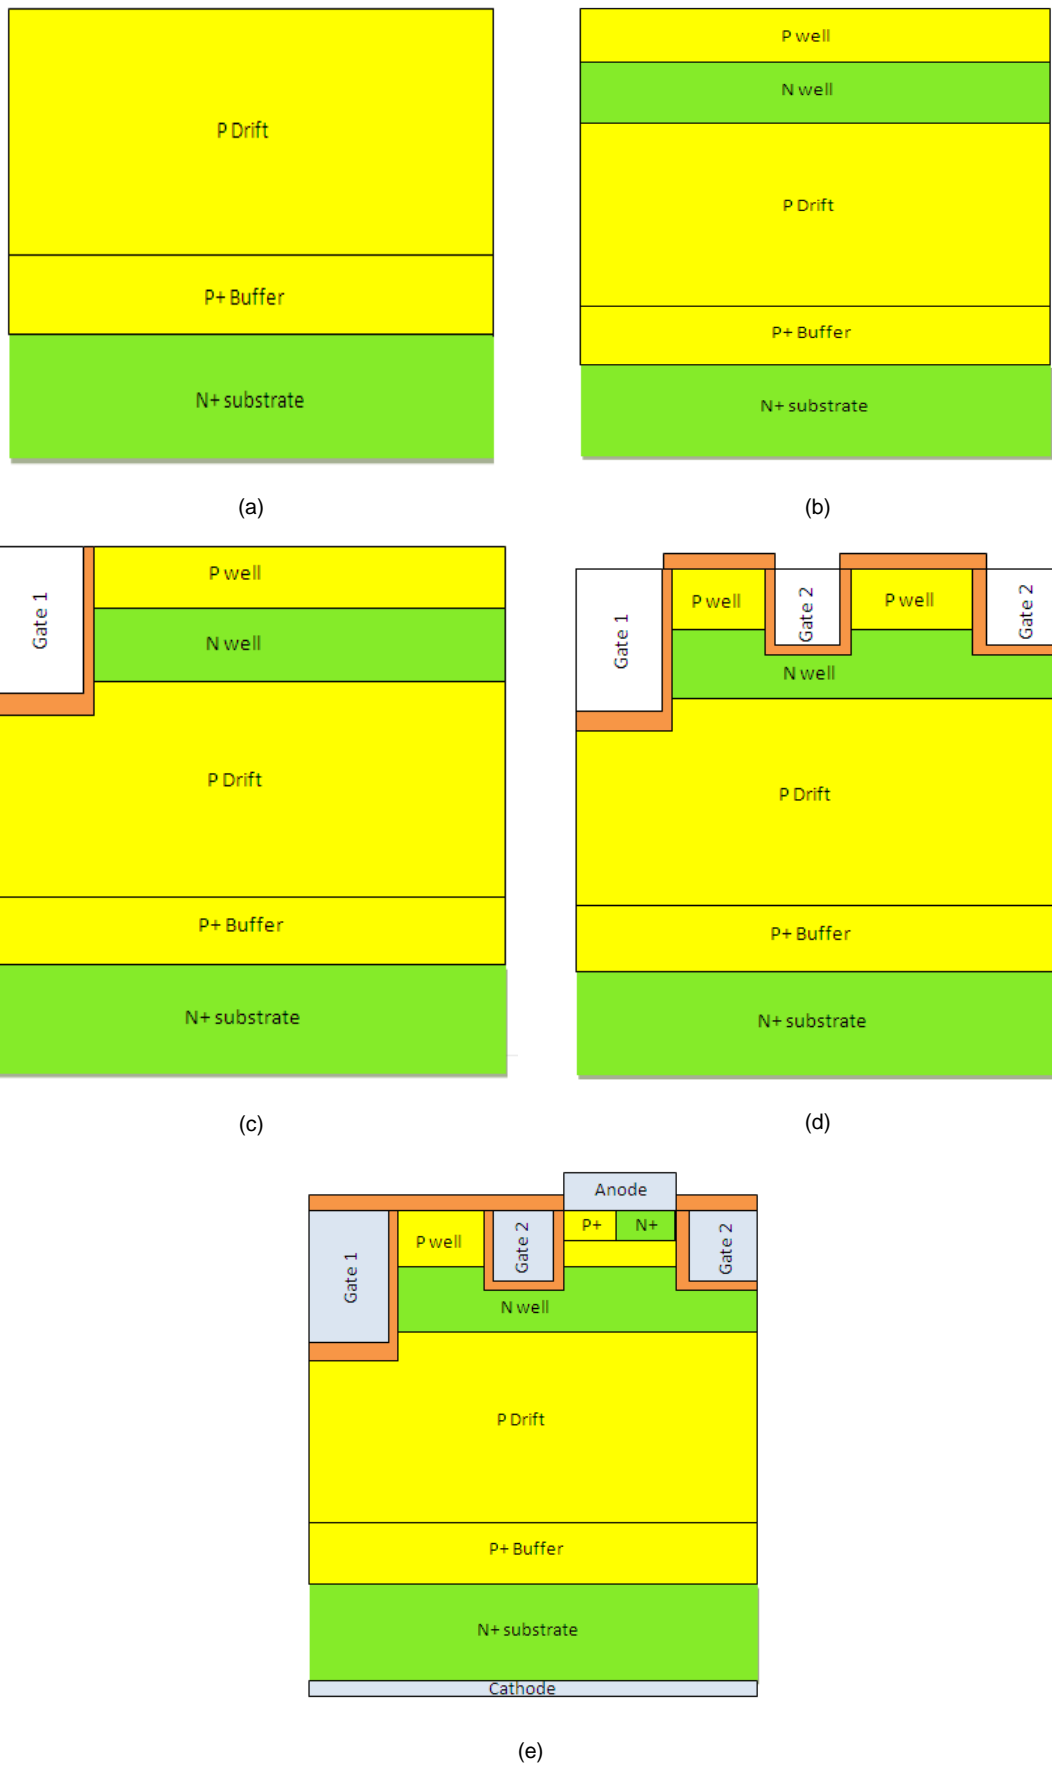 P Drift
P+ Buffer
N+ substrate
(a)
P well
N well
P Drift
P+ Buffer
N+ substrate
(b)
Gate 1
P well
N well
P Drift
P+ Buffer
N+ substrate
(c)
Gate 1
P well
Gate 2
P well
Gate 2
N well
P Drift
P+ Buffer
N+ substrate
(d)
Anode
Gate 1
P well
Gate 2
P+
N+
Gate 2
N well
P Drift
P+ Buffer
N+ substrate
Cathode
(e)